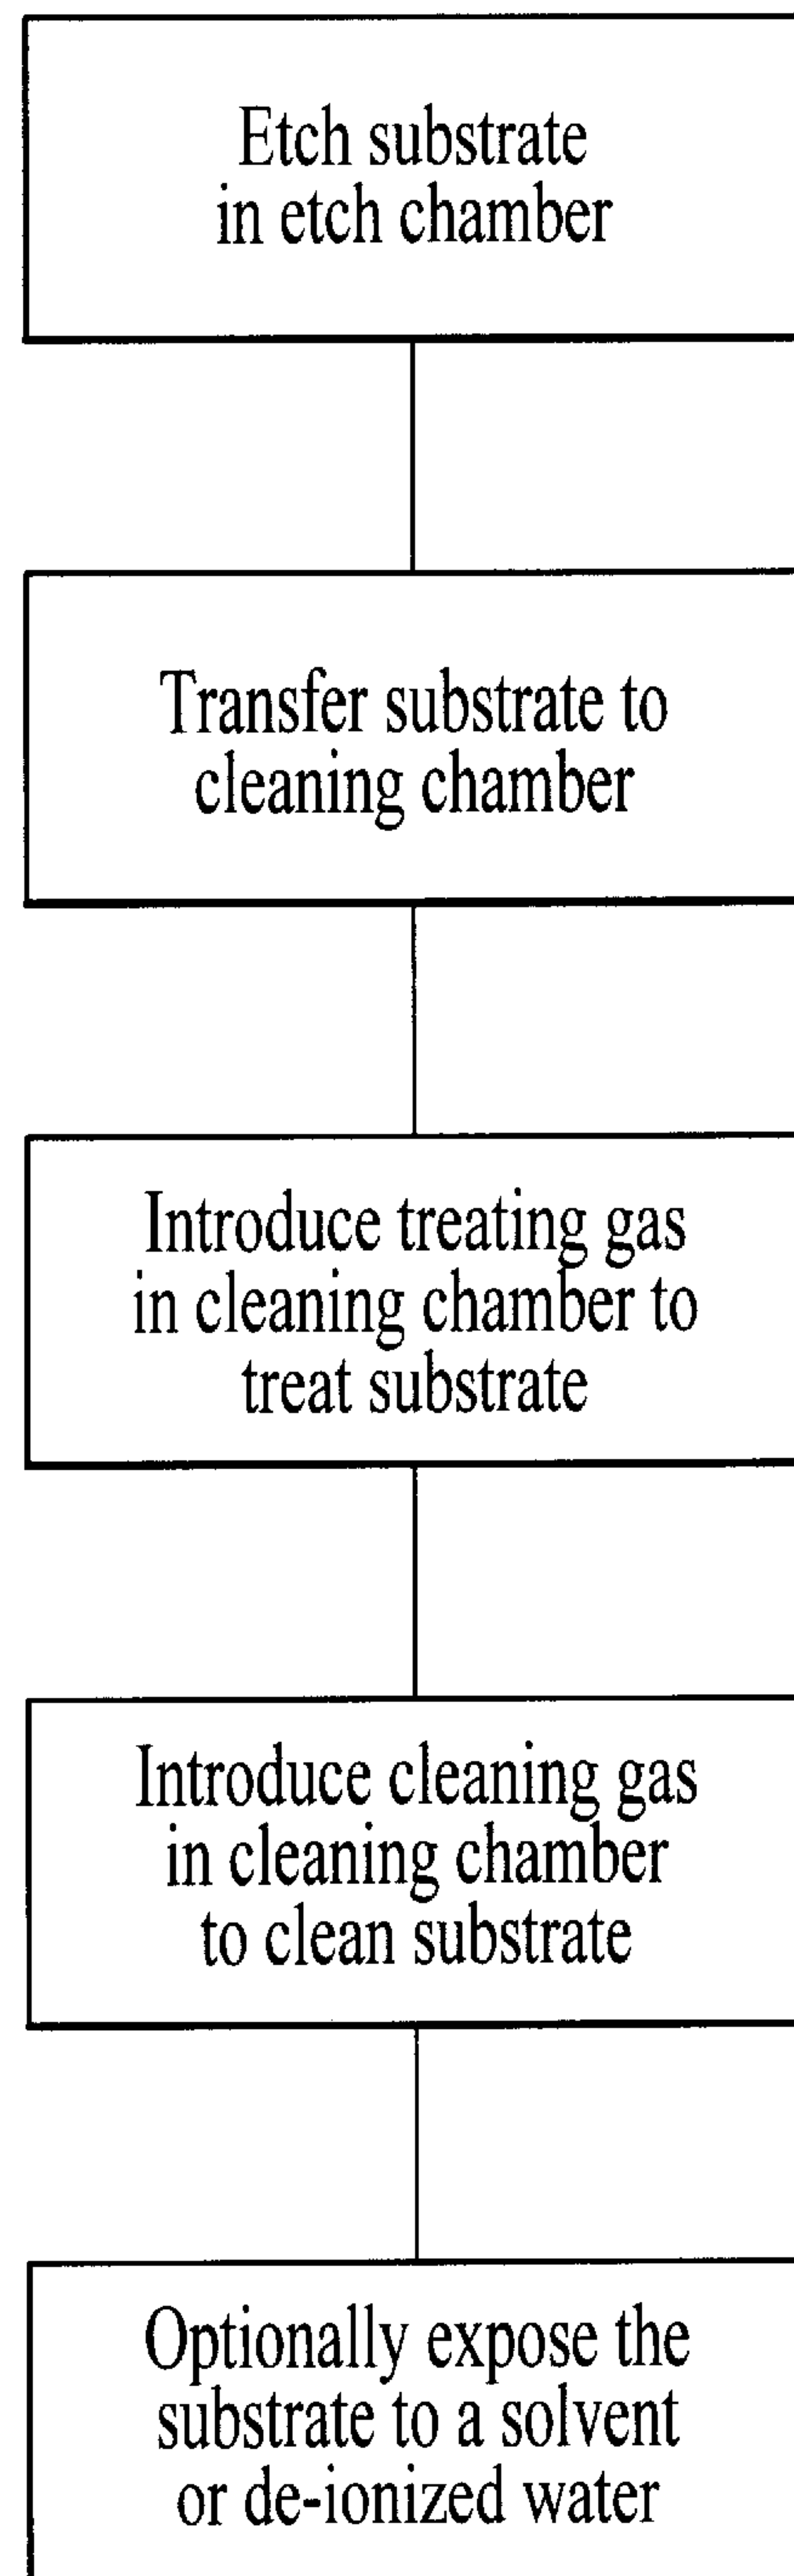 Etch substrate
in etch chamber
Transfer substrate to
cleaning chamber
Introduce treating gas
in cleaning chamber to
treat substrate
Introduce cleaning gas
in cleaning chamber
to clean substrate
Optionally expose the
substrate to a solvent
or de-ionized water